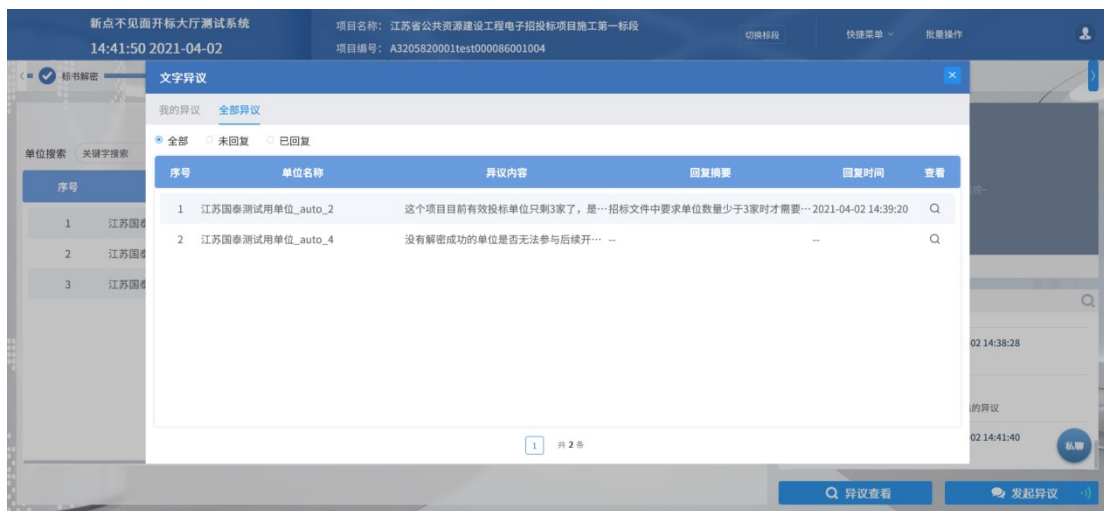 新点不见面开标大厅测试系统
14:41:50 2021-04-02
项目名称： 江苏省公共资源建设工程电子招投标项目施工第一标段
项目编号： A3205820001test000086001004
切换标段
快捷菜单
批量操作
标书解密
文字异议
我的异议 全部异议
全部 未回复 已回复
单位搜索 关键字搜索
序号
1 江苏国泰
2 江苏国泰
3 江苏国泰
序号 单位名称 异议内容 回复摘要 回复时间 查看
1 江苏国泰测试用单位_auto_2 这个项目目前有效投标单位只剩3家了，是… 招标文件中要求单位数量少于3家时才需要… 2021-04-02 14:39:20
2 江苏国泰测试用单位_auto_4 没有解密成功的单位是否无法参与后续开… -- --
1 共 2 条
-02 14:38:28
的异议
-02 14:41:40
私聊
异议查看
发起异议